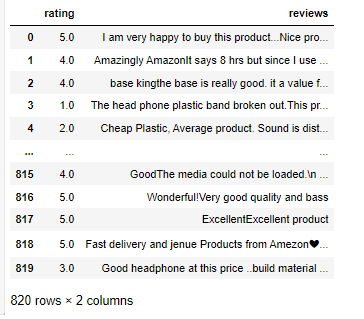 rating reviews
0 5.0 I am very happy to buy this product...Nice pro...
1 4.0 Amazingly AmazonIt says 8 hrs but since I use ...
2 4.0 base kingthe base is really good. it a value f...
3 1.0 The head phone plastic band broken out.This pr...
4 2.0 Cheap Plastic, Average product. Sound is dist...
... ... ...
815 4.0 GoodThe media could not be loaded.\n ...
816 5.0 Wonderful!Very good quality and bass
817 5.0 ExcellentExcellent product
818 5.0 Fast delivery and jenue Products from Amazon❤...
819 3.0 Good headphone at this price ..build material ...
820 rows × 2 columns